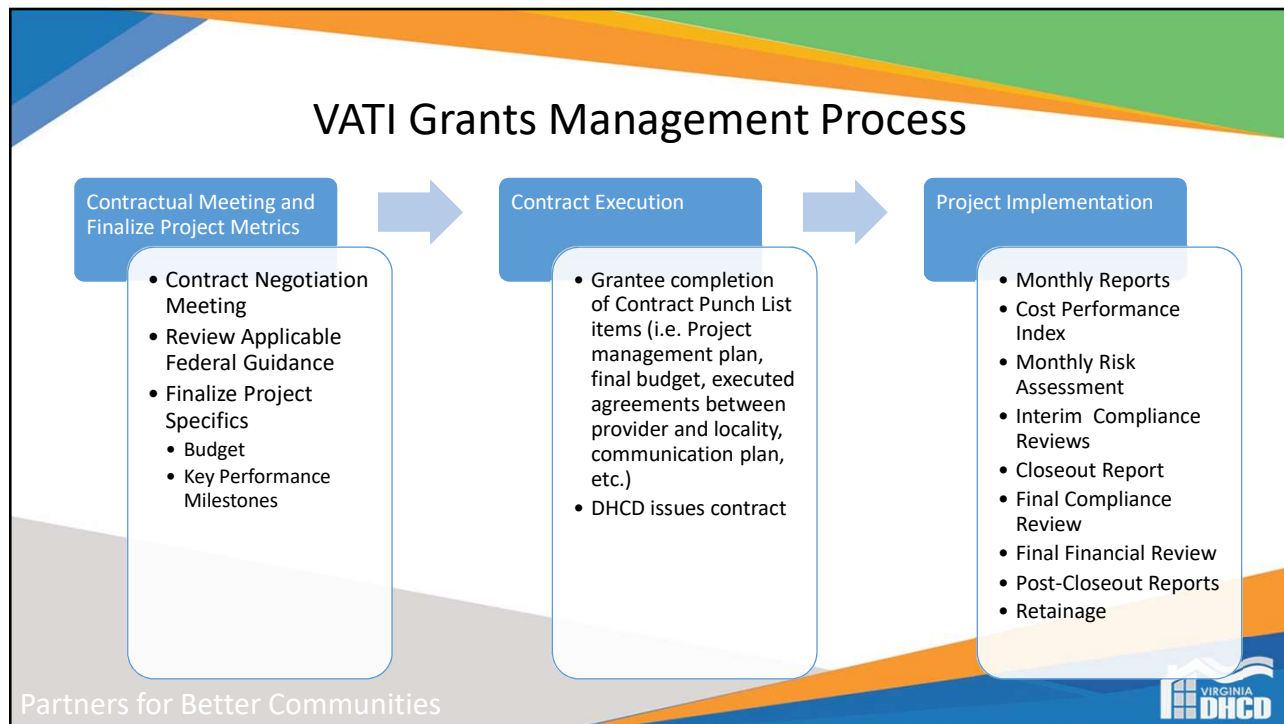 VATI Grants Management Process
Contractual Meeting and
Finalize Project Metrics
• Contract Negotiation
Meeting
• Review Applicable
Federal Guidance
• Finalize Project
Specifics
• Budget
• Key Performance
Milestones
Contract Execution
• Grantee completion
of Contract Punch List
items (i.e. Project
management plan,
final budget, executed
agreements between
provider and locality,
communication plan,
etc.)
• DHCD issues contract
Project Implementation
• Monthly Reports
• Cost Performance
Index
• Monthly Risk
Assessment
• Interim Compliance
Reviews
• Closeout Report
• Final Compliance
Review
• Final Financial Review
• Post-Closeout Reports
• Retainage
Partners for Better Communities
VIRGINIA
DHCD